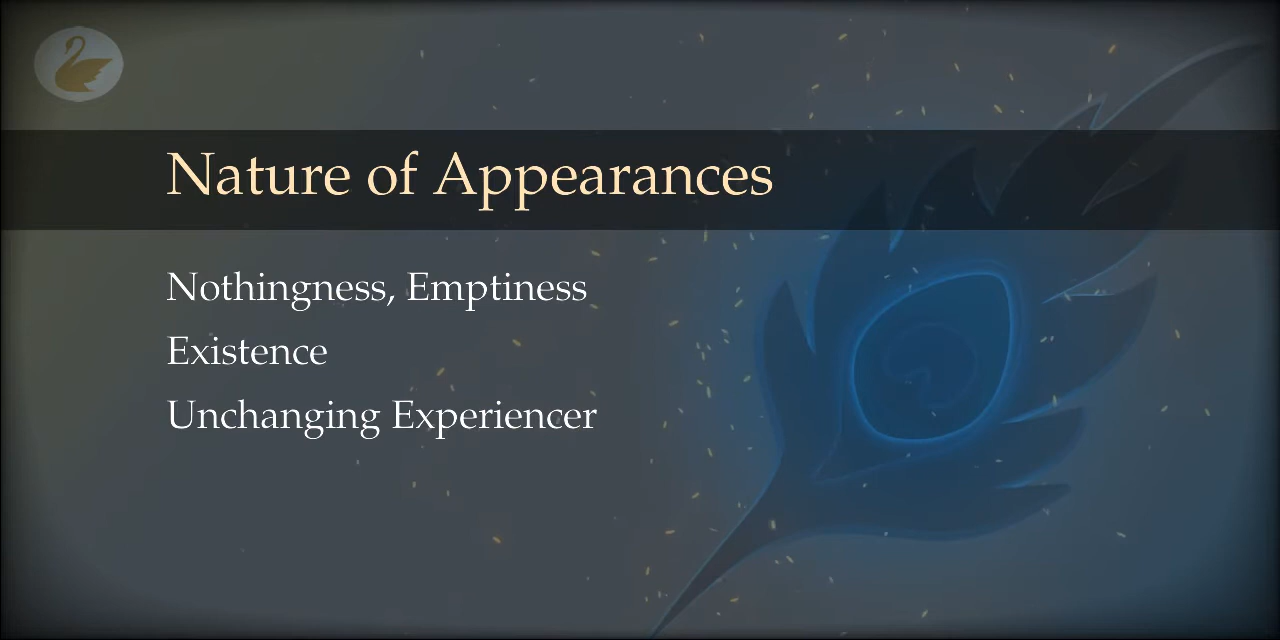 Nature of Appearances
Nothingness, Emptiness
Existence
Unchanging Experiencer